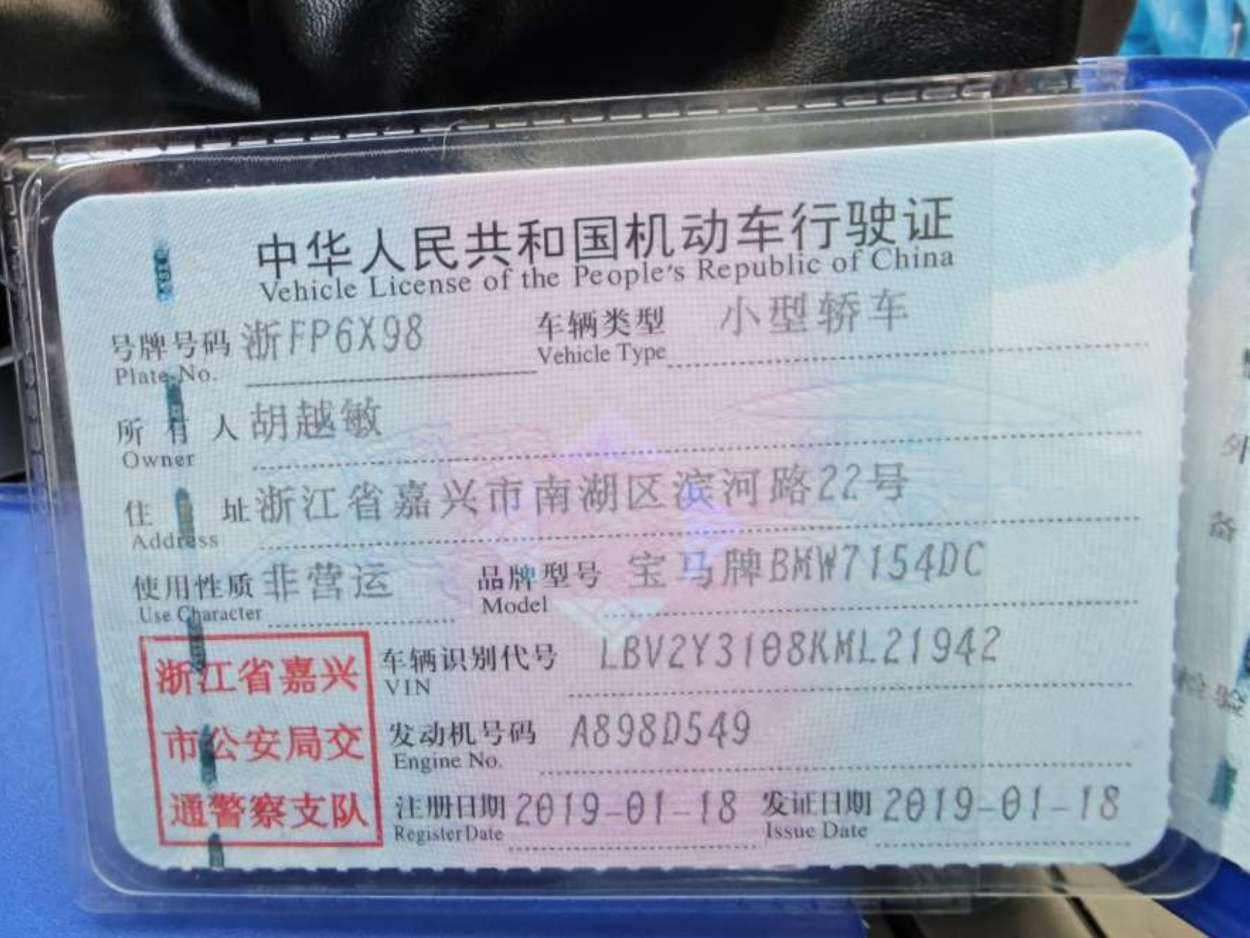 中华人民共和国机动车行驶证
Vehicle License of the People's Republic of China
号牌号码 浙FP6X98 车辆类型 小型轿车
Plate No. Vehicle Type
所有人 胡越敏
Owner
住址 浙江省嘉兴市南湖区滨河路22号
Address
使用性质 非营运 品牌型号 宝马牌BMW7154DC
Use Character Model
浙江省嘉兴
市公安局交
通警察支队
车辆识别代号 LBV2Y3108KML21942
VIN
发动机号码 A898D549
Engine No.
注册日期 2019-01-18 发证日期 2019-01-18
Register Date Issue Date
外
备
检验